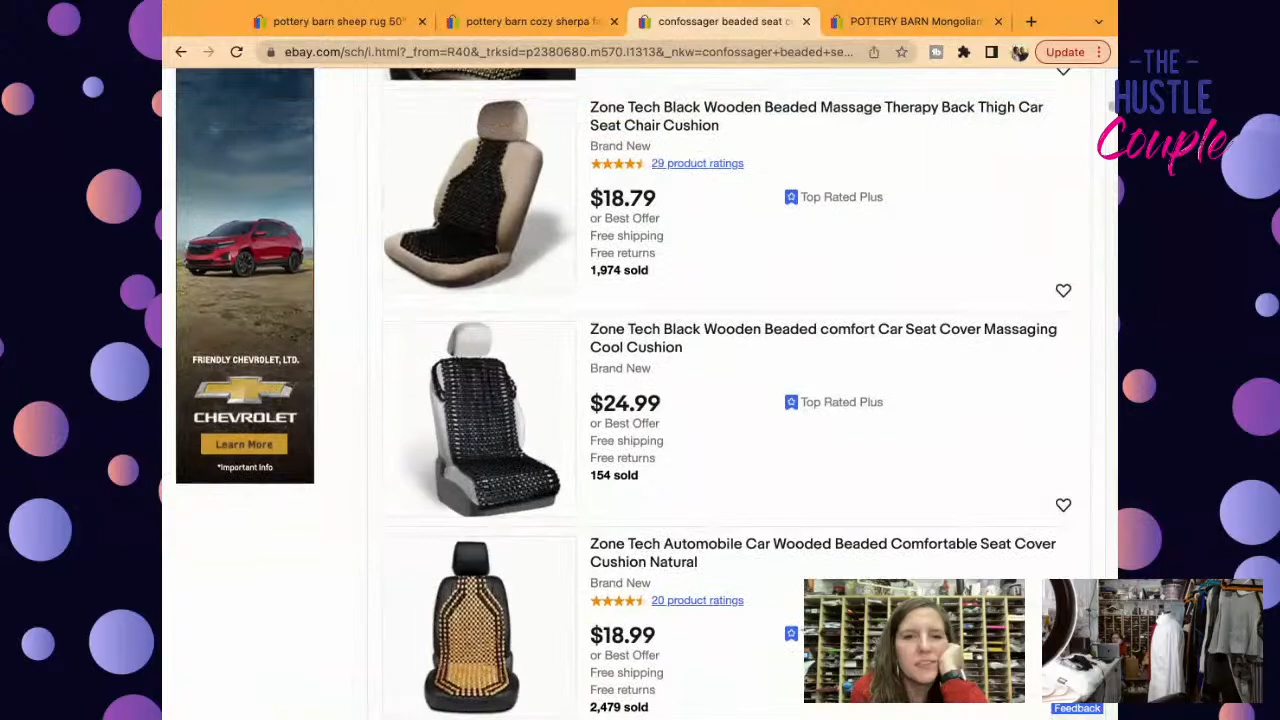 pottery barn sheep rug 50"
pottery barn cozy sherpa fa
confossager beaded seat c
POTTERY BARN Mongolian
ebay.com/sch/i.html?_from=R40&_trksid=p2380680.m570.l1313&_nkw=confossager+beaded+se...
Update
-THE-
HUSTLE
Couple
Zone Tech Black Wooden Beaded Massage Therapy Back Thigh Car
Seat Chair Cushion
Brand New
29 product ratings
$18.79
Top Rated Plus
or Best Offer
Free shipping
Free returns
1,974 sold
Zone Tech Black Wooden Beaded comfort Car Seat Cover Massaging
Cool Cushion
Brand New
$24.99
Top Rated Plus
or Best Offer
Free shipping
Free returns
154 sold
FRIENDLY CHEVROLET, LTD.
CHEVROLET
Learn More
*Important Info
Zone Tech Automobile Car Wooded Beaded Comfortable Seat Cover
Cushion Natural
Brand New
20 product ratings
$18.99
or Best Offer
Free shipping
Free returns
2,479 sold
Feedback